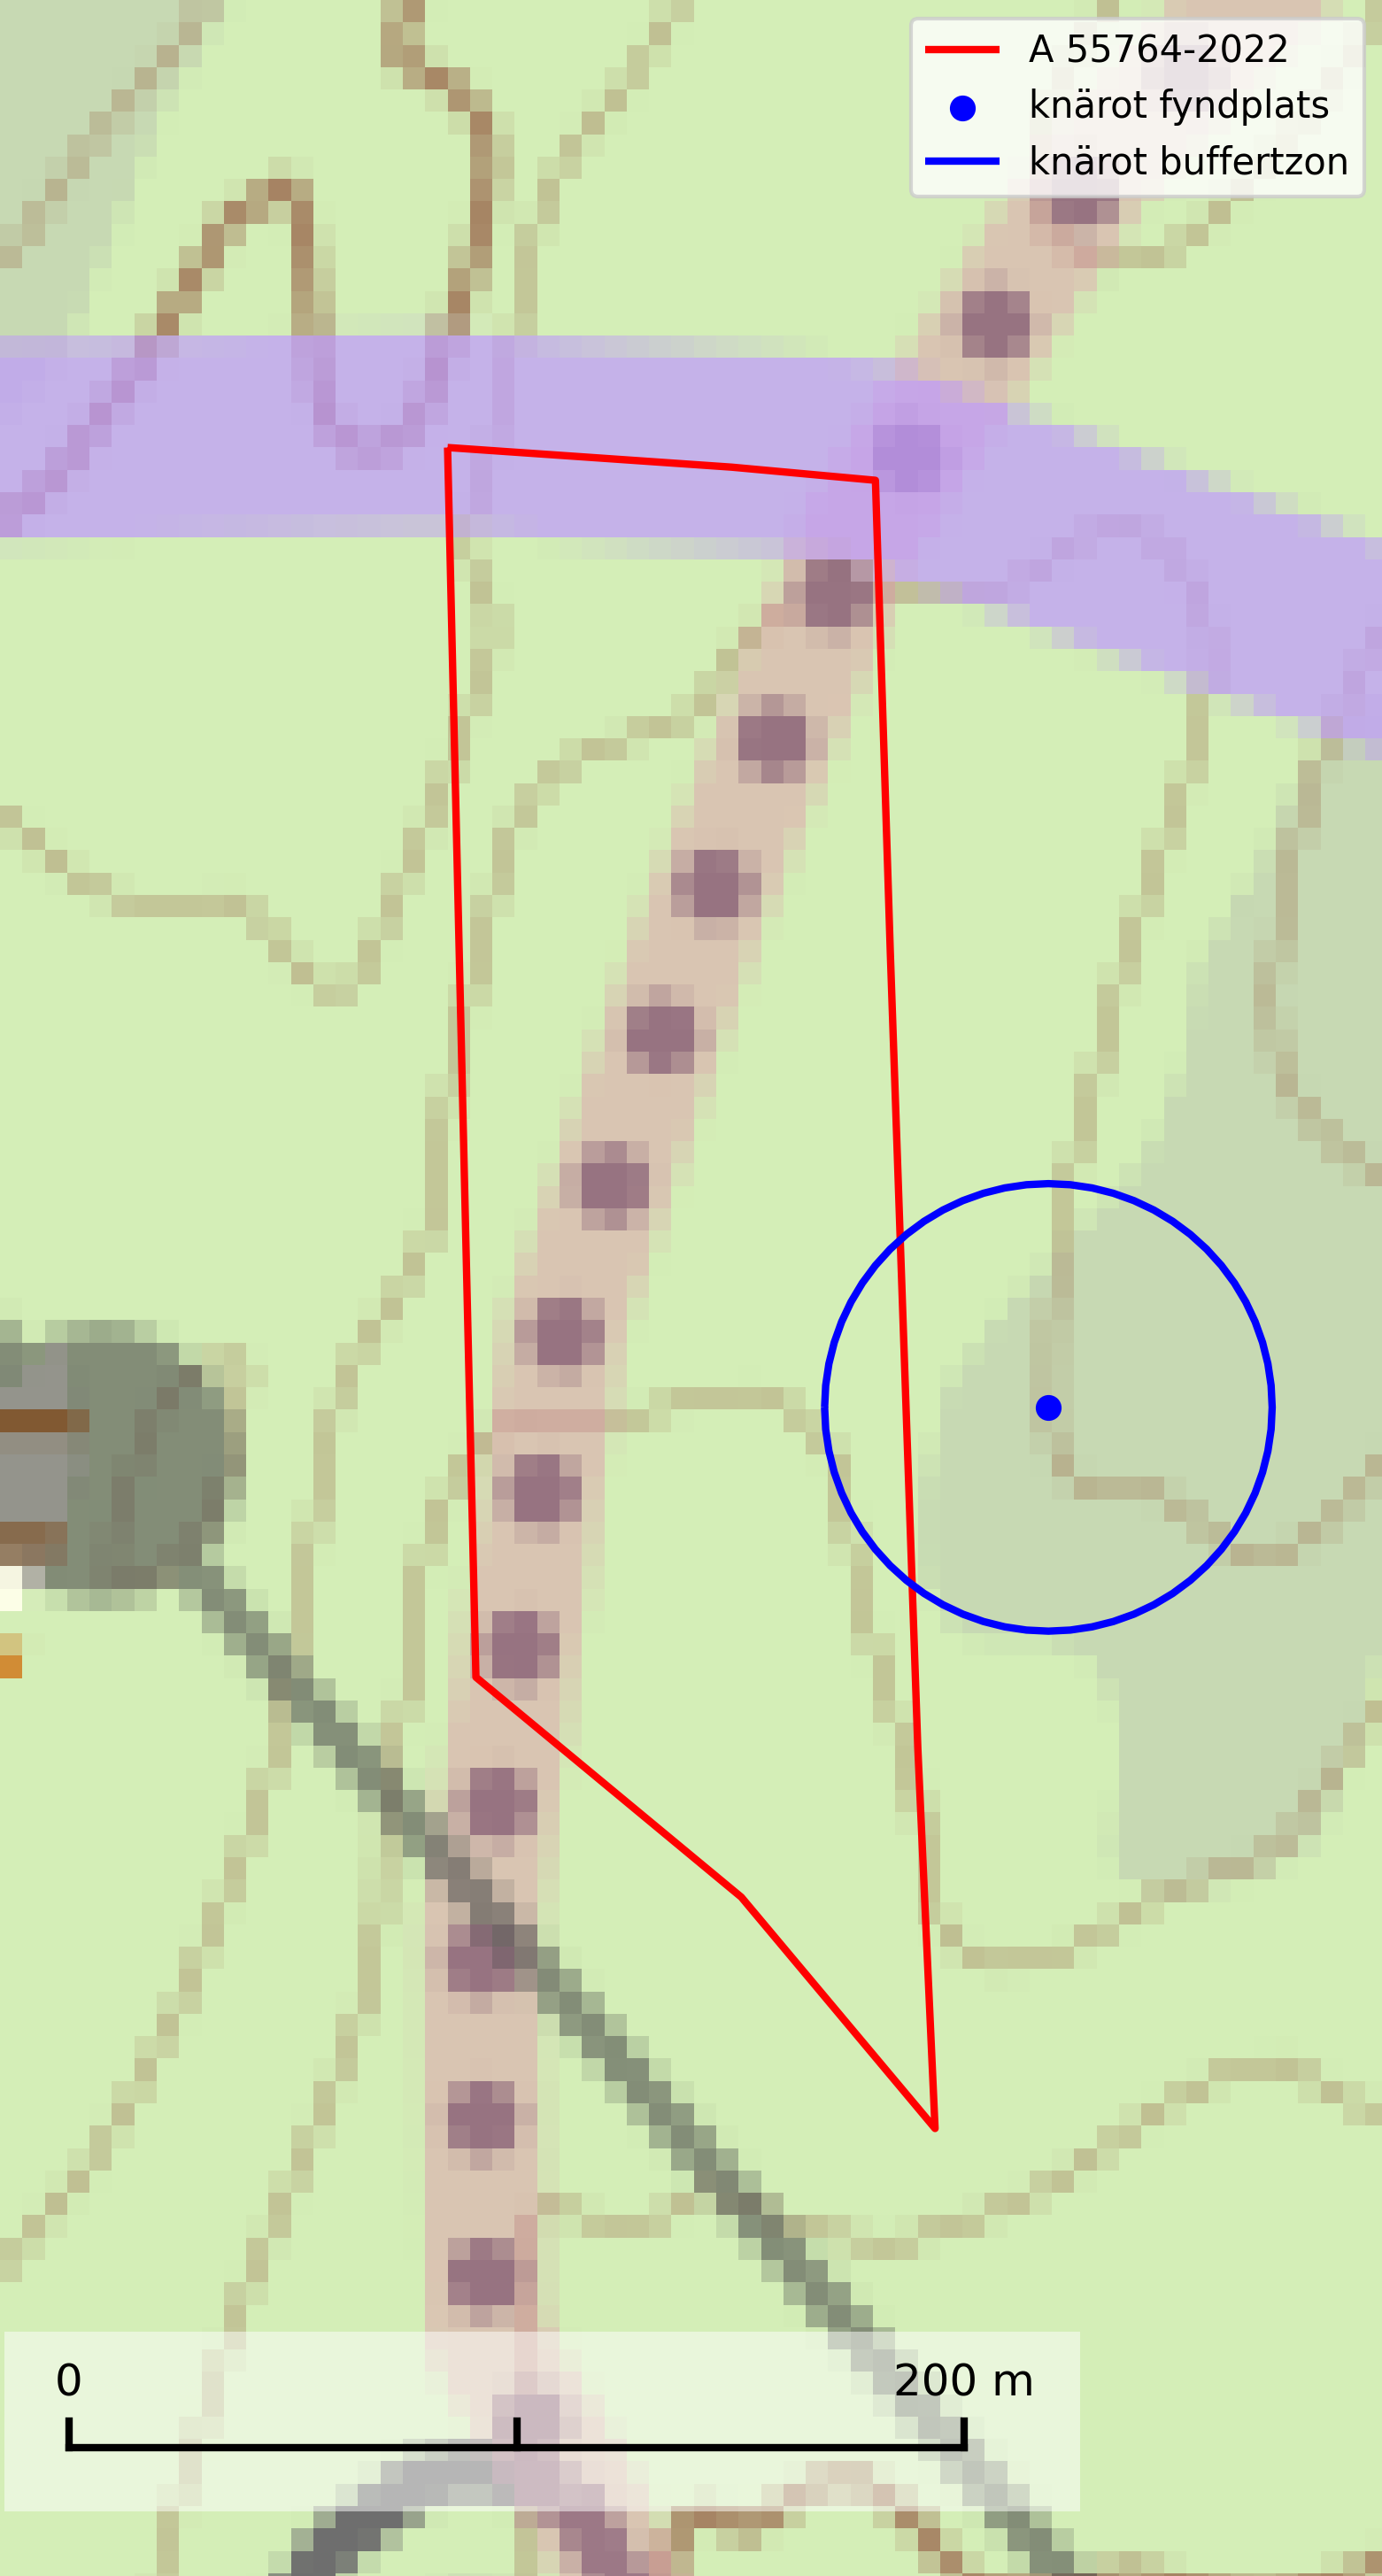 A 55764-2022
knärot fyndplats
knärot buffertzon
0
200 m